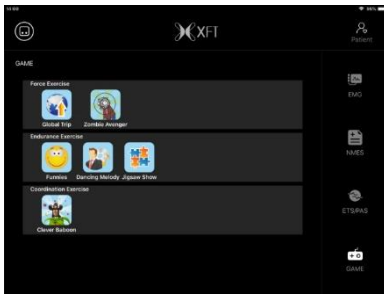 XFT
Patient
GAME
Force Exercise
Global Trip Zombie Avenger
EMG
Endurance Exercise
Funnies Dancing Melody Jigsaw Show
NMES
Coordination Exercise
Clever Baboon
ETS/PAS
GAME